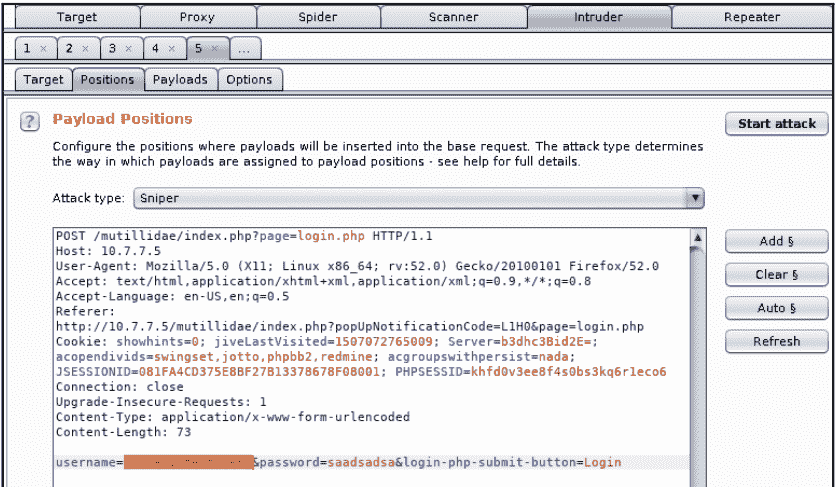 Target Proxy Spider Scanner Intruder Repeater
1 × 2 × 3 × 4 × 5 × ...
Target Positions Payloads Options
? Payload Positions
Start attack
Configure the positions where payloads will be inserted into the base request. The attack type determines
the way in which payloads are assigned to payload positions - see help for full details.
Attack type: Sniper
POST /mutillidae/index.php?page=login.php HTTP/1.1
Host: 10.7.7.5
User-Agent: Mozilla/5.0 (X11; Linux x86_64; rv:52.0) Gecko/20100101 Firefox/52.0
Accept: text/html,application/xhtml+xml,application/xml;q=0.9,*/*;q=0.8
Accept-Language: en-US,en;q=0.5
Referer:
http://10.7.7.5/mutillidae/index.php?popUpNotificationCode=L1H0&page=login.php
Cookie: showhints=0; jiveLastVisited=1507072765009; Server=b3dhc3Bid2E=;
acopendivids=swingset,jotto,phpbb2,redmine; acgroupswithpersist=nada;
JSESSIONID=081FA4CD375E8BF27B13378678F08001; PHPSESSID=khfd0v3ee8f4s0bs3kq6r1eco6
Connection: close
Upgrade-Insecure-Requests: 1
Content-Type: application/x-www-form-urlencoded
Content-Length: 73
username= &password=saadsadsa&login-php-submit-button=Login
Add §
Clear §
Auto §
Refresh